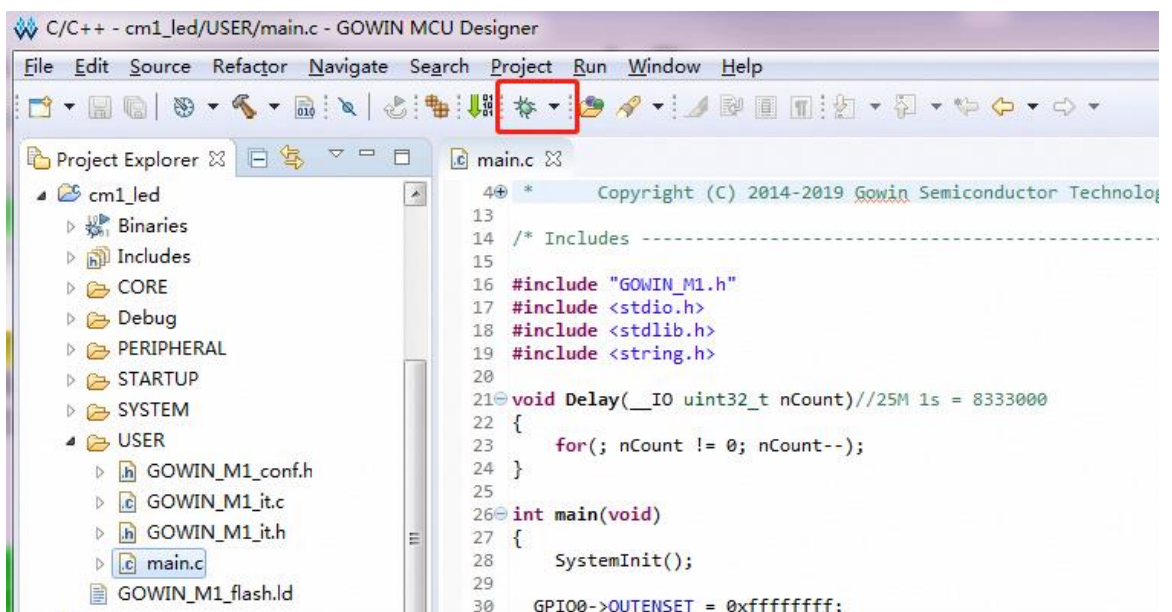 C/C++ - cm1_led/USER/main.c - GOWIN MCU Designer
File Edit Source Refactor Navigate Search Project Run Window Help
Project Explorer
cm1_led
Binaries
Includes
CORE
Debug
PERIPHERAL
STARTUP
SYSTEM
USER
GOWIN_M1_conf.h
GOWIN_M1_it.c
GOWIN_M1_it.h
main.c
GOWIN_M1_flash.ld
main.c
4 * Copyright (C) 2014-2019 Gowin Semiconductor Technolog
13
14 /* Includes ------------------------------------------------
15
16 #include "GOWIN_M1.h"
17 #include <stdio.h>
18 #include <stdlib.h>
19 #include <string.h>
20
21 void Delay(__IO uint32_t nCount)//25M 1s = 8333000
22 {
23 for(; nCount != 0; nCount--);
24 }
25
26 int main(void)
27 {
28 SystemInit();
29
30 GPIO0->OUTENSET = 0xffffffff;